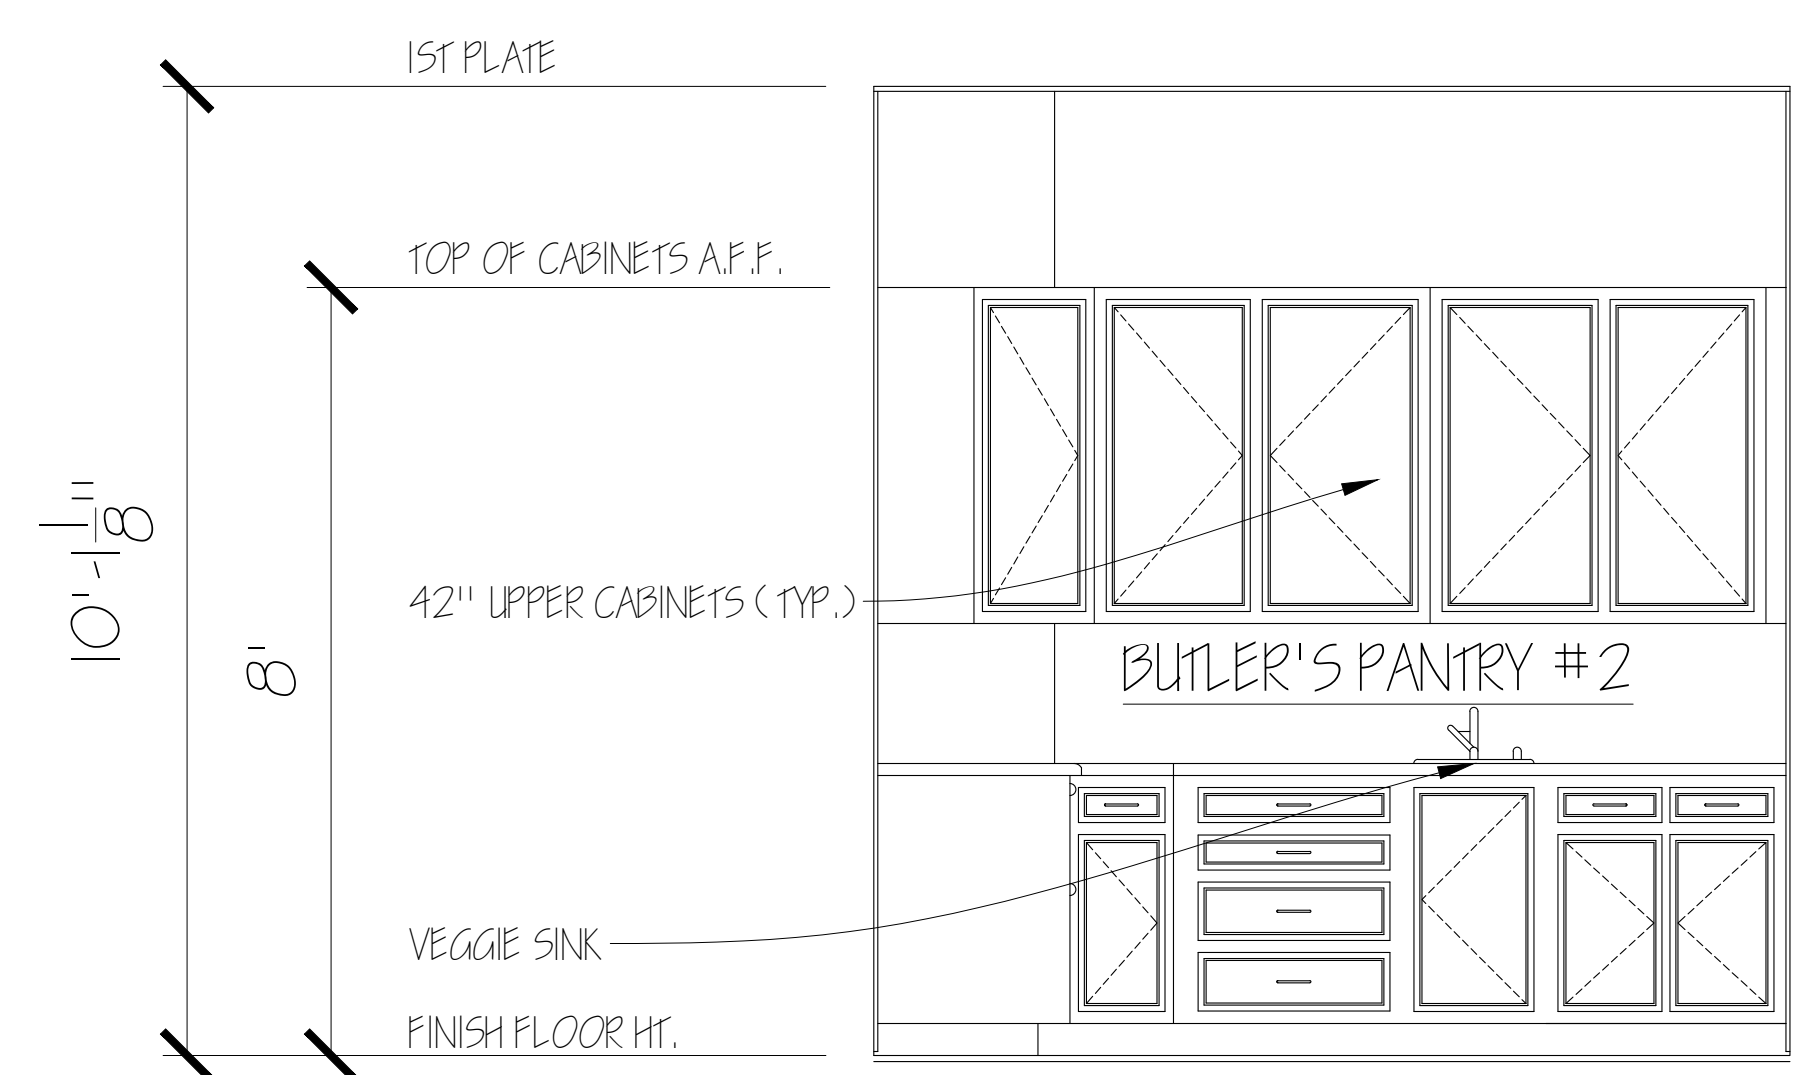 1ST PLATE
TOP OF CABINETS A.F.F.
10'-1 1/8"
8'
42" UPPER CABINETS (TYP.)
BUTLER'S PANTRY #2
VEGGIE SINK
FINISH FLOOR HT.